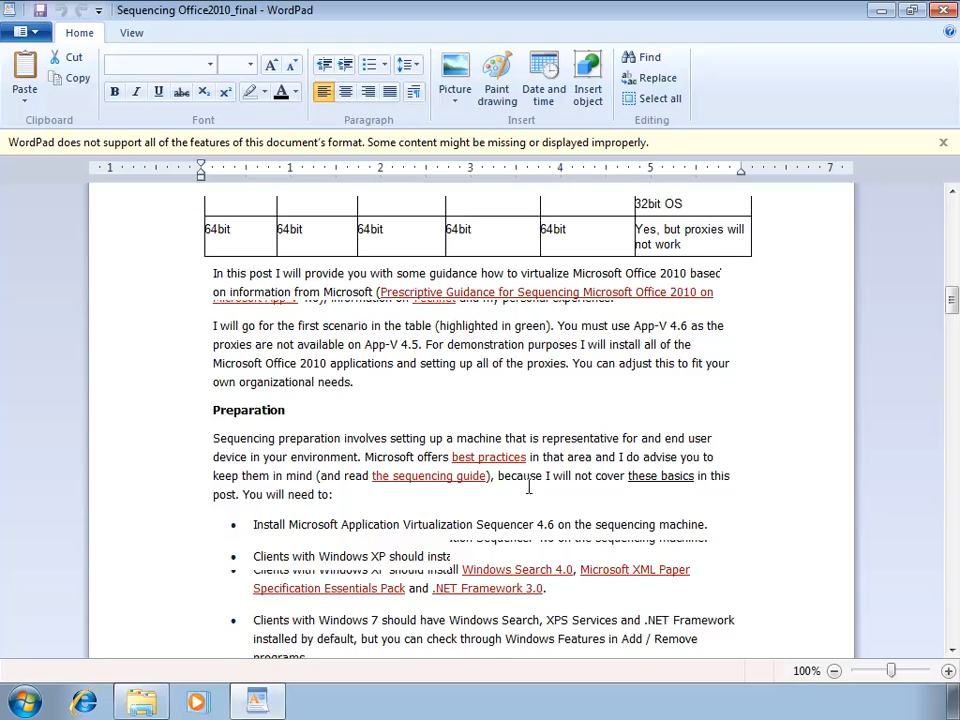 Sequencing Office2010_final - WordPad
Home View
Paste
Cut
Copy
Clipboard
Font
Paragraph
Picture
Paint drawing
Date and time
Insert object
Insert
Find
Replace
Select all
Editing
WordPad does not support all of the features of this document's format. Some content might be missing or displayed improperly.
1 1 2 3 4 5 7
32bit OS
64bit 64bit 64bit 64bit 64bit Yes, but proxies will
not work
In this post I will provide you with some guidance how to virtualize Microsoft Office 2010 based
on information from Microsoft (Prescriptive Guidance for Sequencing Microsoft Office 2010 on
and my personal experience.
I will go for the first scenario in the table (highlighted in green). You must use App-V 4.6 as the
proxies are not available on App-V 4.5. For demonstration purposes I will install all of the
Microsoft Office 2010 applications and setting up all of the proxies. You can adjust this to fit your
own organizational needs.
Preparation
Sequencing preparation involves setting up a machine that is representative for and end user
device in your environment. Microsoft offers best practices in that area and I do advise you to
keep them in mind (and read the sequencing guide), because I will not cover these basics in this
post. You will need to:
• Install Microsoft Application Virtualization Sequencer 4.6 on the sequencing machine.
• Clients with Windows XP should insta
• Clients with Windows XP should install Windows Search 4.0, Microsoft XML Paper
Specification Essentials Pack and .NET Framework 3.0.
• Clients with Windows 7 should have Windows Search, XPS Services and .NET Framework
installed by default, but you can check through Windows Features in Add / Remove
programs
100%